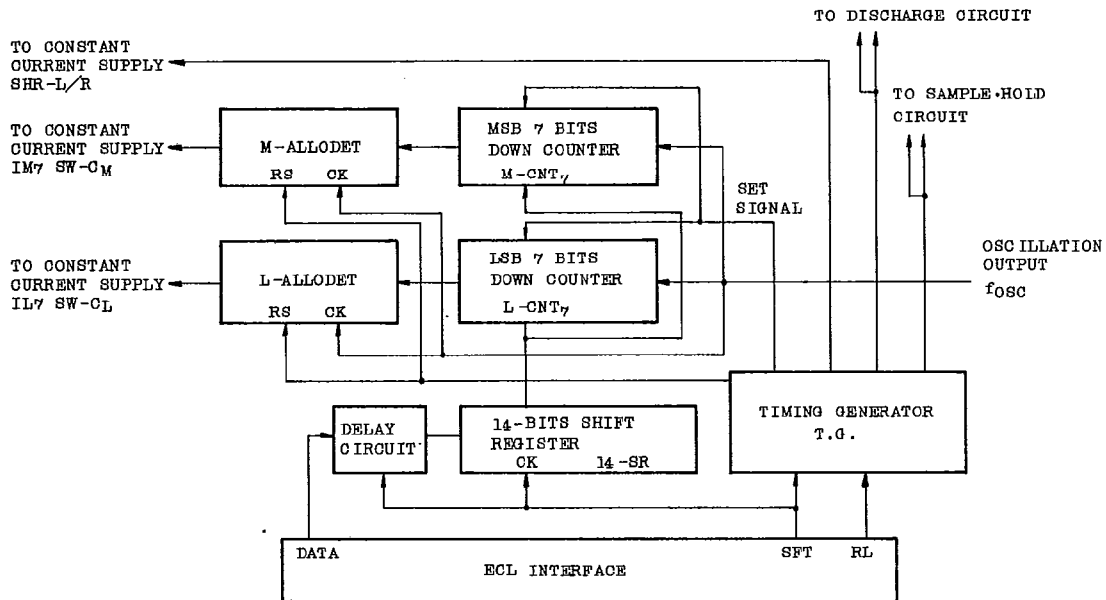 TO DISCHARGE CIRCUIT
TO CONSTANT
CURRENT SUPPLY
SHR-L/R
TO SAMPLE·HOLD
CIRCUIT
TO CONSTANT
CURRENT SUPPLY
IM7 SW-CM
M-ALLODET
RS CK
MSB 7 BITS
DOWN COUNTER
M-CNT7
SET
SIGNAL
TO CONSTANT
CURRENT SUPPLY
IL7 SW-CL
L-ALLODET
RS CK
LSB 7 BITS
DOWN COUNTER
L-CNT7
OSCILLATION
OUTPUT
fOSC
DELAY
CIRCUIT
14-BITS SHIFT
REGISTER
CK 14-SR
TIMING GENERATOR
T.G.
DATA SFT RL
ECL INTERFACE